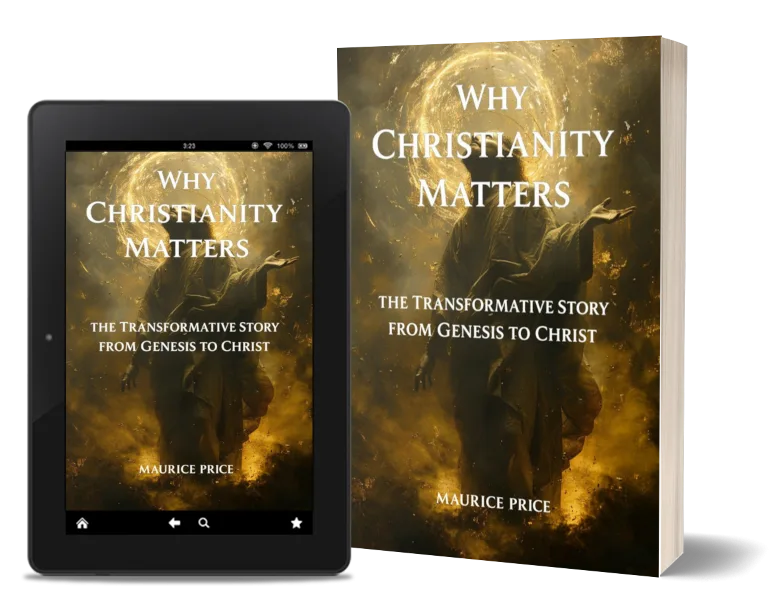 3:23 100%
WHY
CHRISTIANITY
MATTERS
THE TRANSFORMATIVE STORY
FROM GENESIS TO CHRIST
MAURICE PRICE
WHY
CHRISTIANITY
MATTERS
THE TRANSFORMATIVE STORY
FROM GENESIS TO CHRIST
MAURICE PRICE